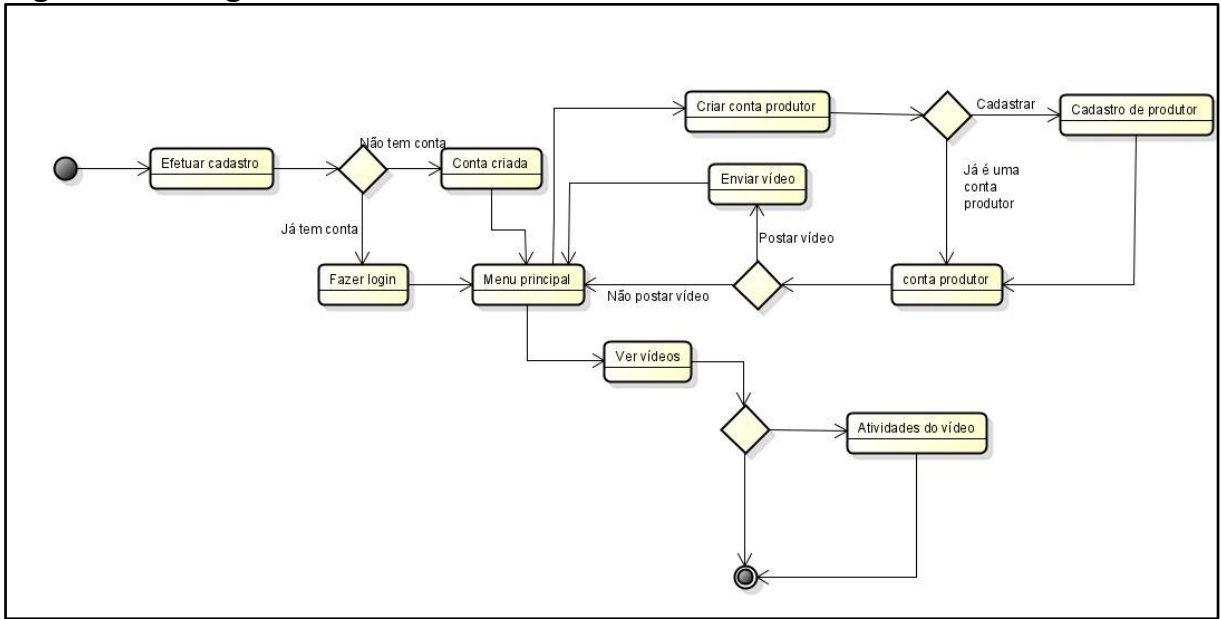 Criar conta produtor
Cadastrar
Cadastro de produtor
Não tem conta
Efetuar cadastro
Conta criada
Enviar vídeo
Já é uma
conta
produtor
Já tem conta
Postar vídeo
Fazer login
Menu principal
Não postar vídeo
conta produtor
Ver vídeos
Atividades do vídeo